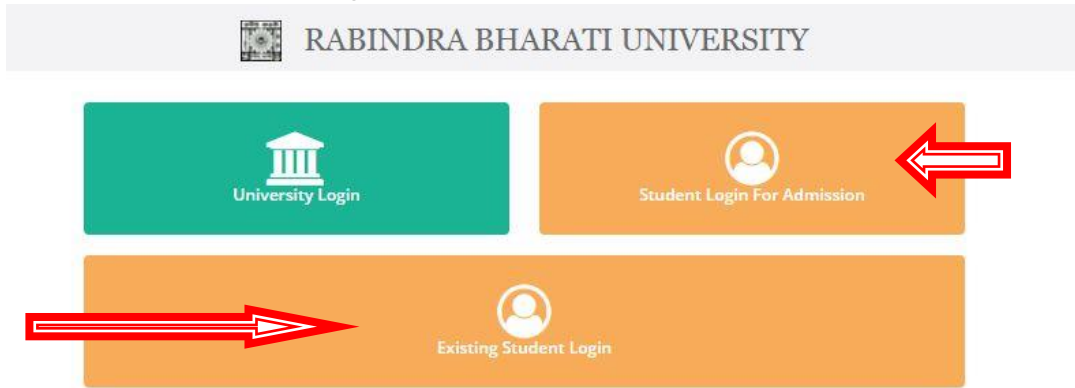 RABINDRA BHARATI UNIVERSITY
University Login
Student Login For Admission
Existing Student Login